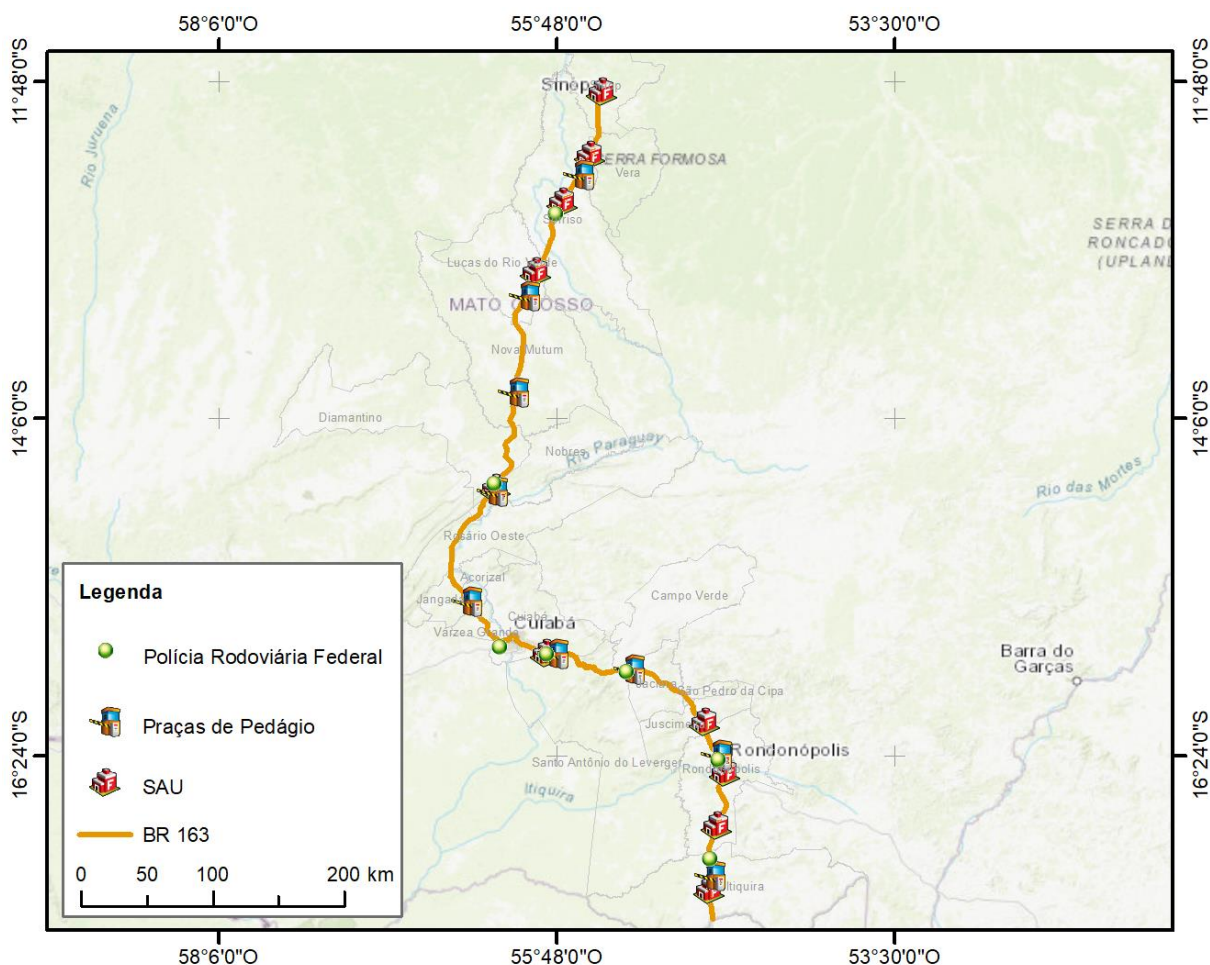 58°6'0"O
55°48'0"O
53°30'0"O
11°48'0"S
11°48'0"S
Rio Juruena
SERRA FORMOSA
Vera
SERRA D
RONCADO
(UPLAND
Lucas do Rio Verde
MATO GROSSO
Nova Mutum
14°6'0"S
14°6'0"S
Diamantino
Nobres
Rio Paraguay
Rio das Mortes
Rosário Oeste
Acorizal
Jangada
Campo Verde
Cuiabá
Cuiabá
Várzea Grande
Barra do
Garças
Jaciara
São Pedro da Cipa
Juscimeira
Rondonópolis
Santo Antônio do Leverger
Rondonópolis
16°24'0"S
16°24'0"S
Itiquira
Itiquira
Legenda
Polícia Rodoviária Federal
Praças de Pedágio
SAU
BR 163
0 50 100 200 km
58°6'0"O
55°48'0"O
53°30'0"O